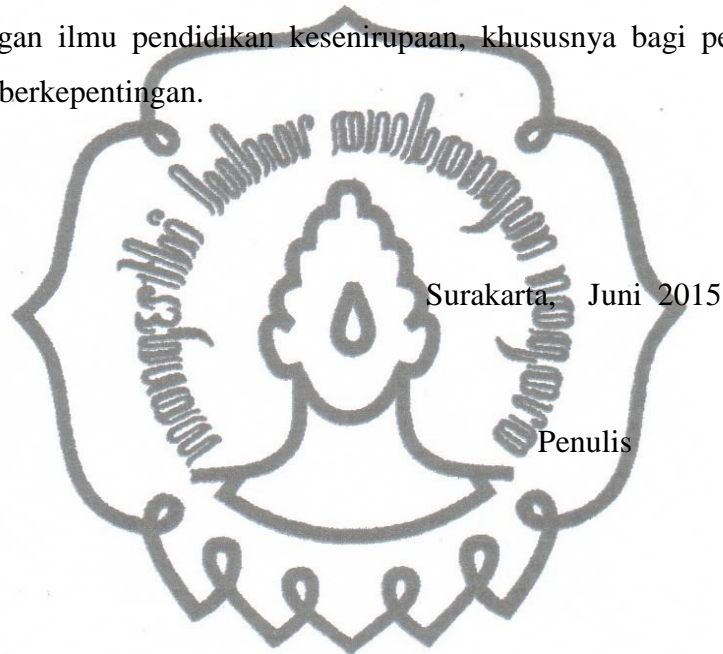 gan ilmu pendidikan kesenirupaan, khususnya bagi pe
berkepentingan.
Surakarta, Juni 2015
Penulis